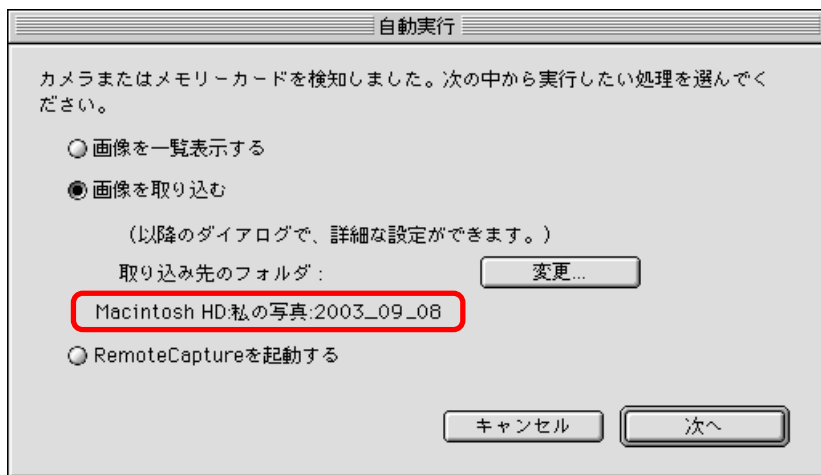 自動実行
カメラまたはメモリーカードを検知しました。次の中から実行したい処理を選んでく
ださい。
画像を一覧表示する
画像を取り込む
（以降のダイアログで、詳細な設定ができます。）
取り込み先のフォルダ： 変更...
Macintosh HD:私の写真:2003_09_08
RemoteCaptureを起動する
キャンセル 次へ